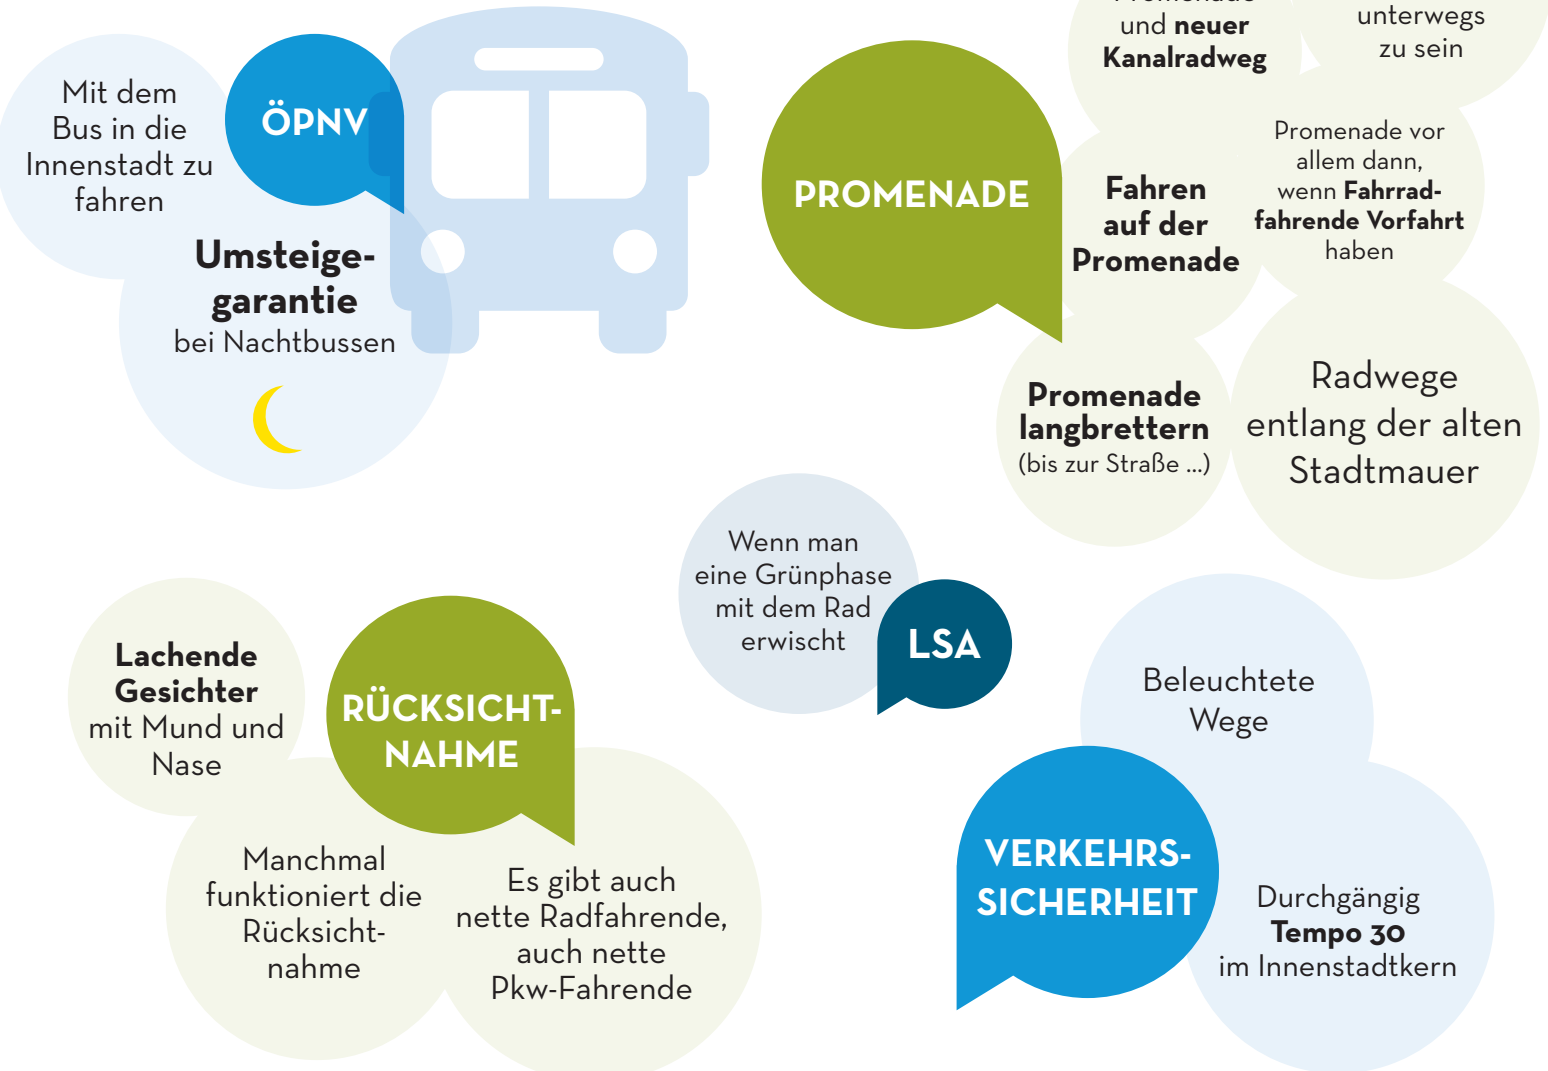 Mit dem
Bus in die
Innenstadt zu
fahren
ÖPNV
Umsteige-
garantie
bei Nachtbussen
und neuer
Kanalradweg
unterwegs
zu sein
PROMENADE
Fahren
auf der
Promenade
Promenade vor
allem dann,
wenn Fahrrad-
fahrende Vorfahrt
haben
Promenade
langbrettern
(bis zur Straße ...)
Radwege
entlang der alten
Stadtmauer
Wenn man
eine Grünphase
mit dem Rad
erwischt
LSA
Lachende
Gesichter
mit Mund und
Nase
RÜCKSICHT-
NAHME
Manchmal
funktioniert die
Rücksicht-
nahme
Es gibt auch
nette Radfahrende,
auch nette
Pkw-Fahrende
Beleuchtete
Wege
VERKEHRS-
SICHERHEIT
Durchgängig
Tempo 30
im Innenstadtkern